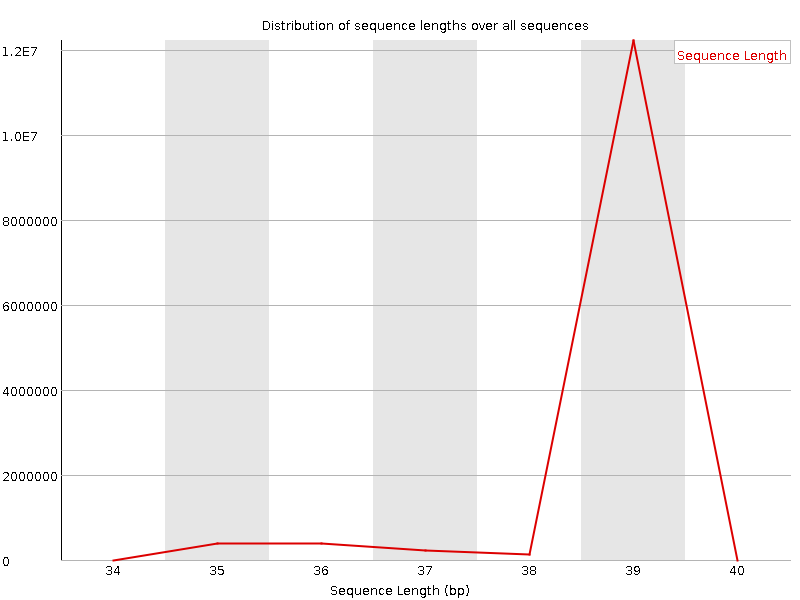 Distribution of sequence lengths over all sequences
Sequence Length
1.2E7
1.0E7
8000000
6000000
4000000
2000000
0
34 35 36 37 38 39 40
Sequence Length (bp)